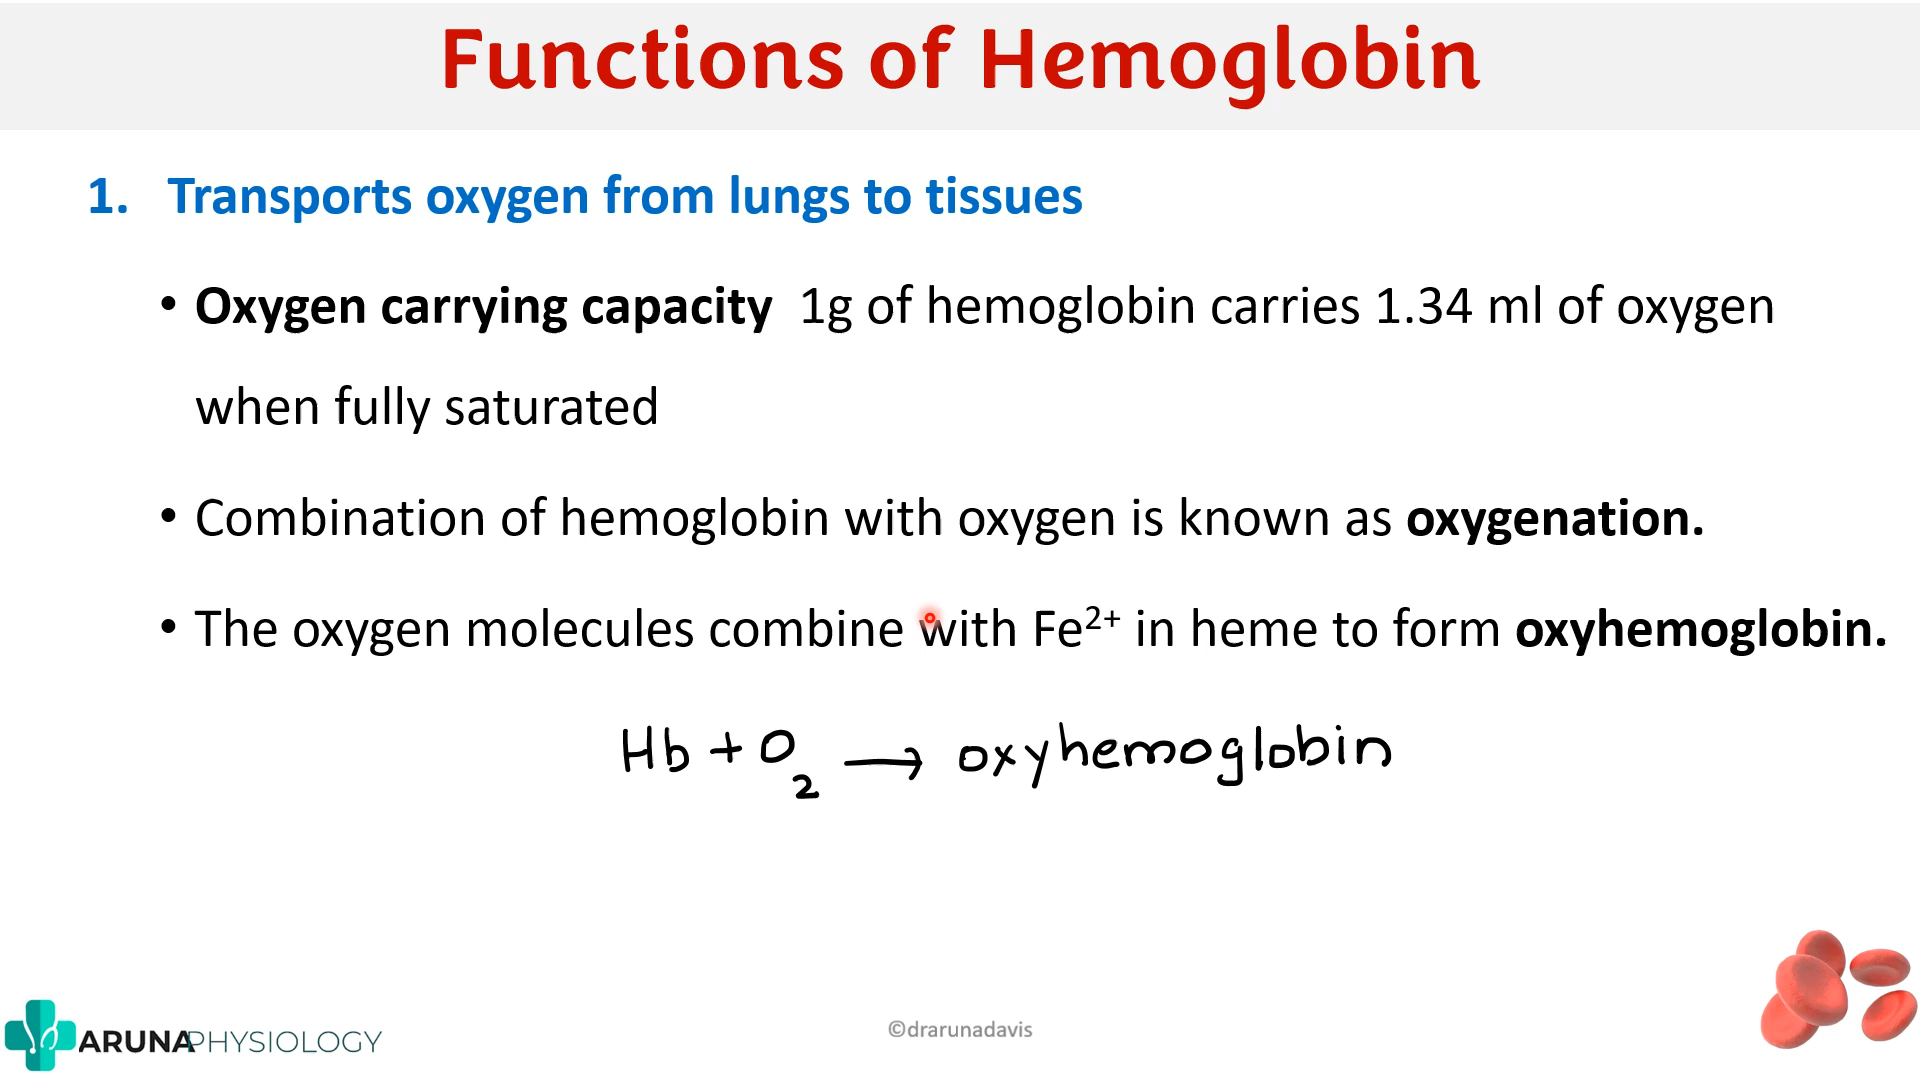 Functions of Hemoglobin
1. Transports oxygen from lungs to tissues
• Oxygen carrying capacity 1g of hemoglobin carries 1.34 ml of oxygen
when fully saturated
• Combination of hemoglobin with oxygen is known as oxygenation.
• The oxygen molecules combine with Fe²⁺ in heme to form oxyhemoglobin.
Hb + O₂ → oxyhemoglobin
ARUNAPHYSIOLOGY
©drarunadavis